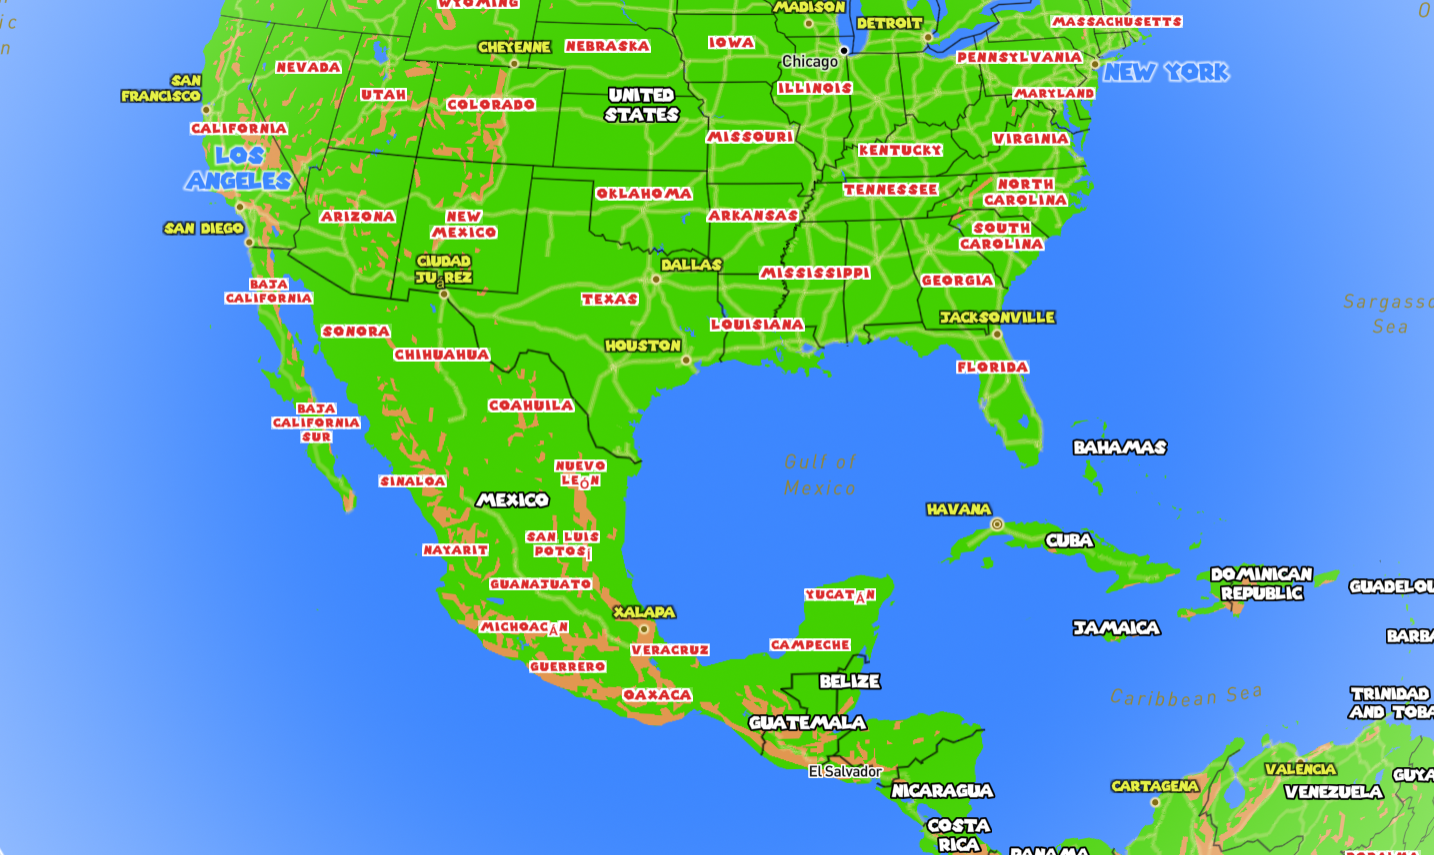 WYOMING
MADISON
DETROIT
MASSACHUSETTS
CHEYENNE
NEBRASKA
IOWA
Chicago
PENNSYLVANIA
NEW YORK
NEVADA
SAN
FRANCISCO
UTAH
COLORADO
UNITED
STATES
ILLINOIS
MARYLAND
CALIFORNIA
MISSOURI
KENTUCKY
VIRGINIA
LOS
ANGELES
OKLAHOMA
TENNESSEE
NORTH
CAROLINA
ARIZONA
NEW
MEXICO
ARKANSAS
SAN DIEGO
SOUTH
CAROLINA
CIUDAD
JUáREZ
DALLAS
MISSISSIPPI
GEORGIA
BAJA
CALIFORNIA
TEXAS
Sargasso
Sea
SONORA
LOUISIANA
JACKSONVILLE
CHIHUAHUA
HOUSTON
FLORIDA
COAHUILA
BAJA
CALIFORNIA
SUR
BAHAMAS
Gulf of
Mexico
NUEVO
LEÓN
SINALOA
MEXICO
HAVANA
CUBA
NAYARIT
SAN LUIS
POTOSÍ
GUANAJUATO
DOMINICAN
REPUBLIC
GUADELOU
YUCATÁN
XALAPA
MICHOACÁN
JAMAICA
BARBA
VERACRUZ
CAMPECHE
GUERRERO
OAXACA
BELIZE
Caribbean Sea
TRINIDAD
AND TOBA
GUATEMALA
El Salvador
VALENCIA
GUYA
CARTAGENA
VENEZUELA
NICARAGUA
COSTA
RICA
PANAMA